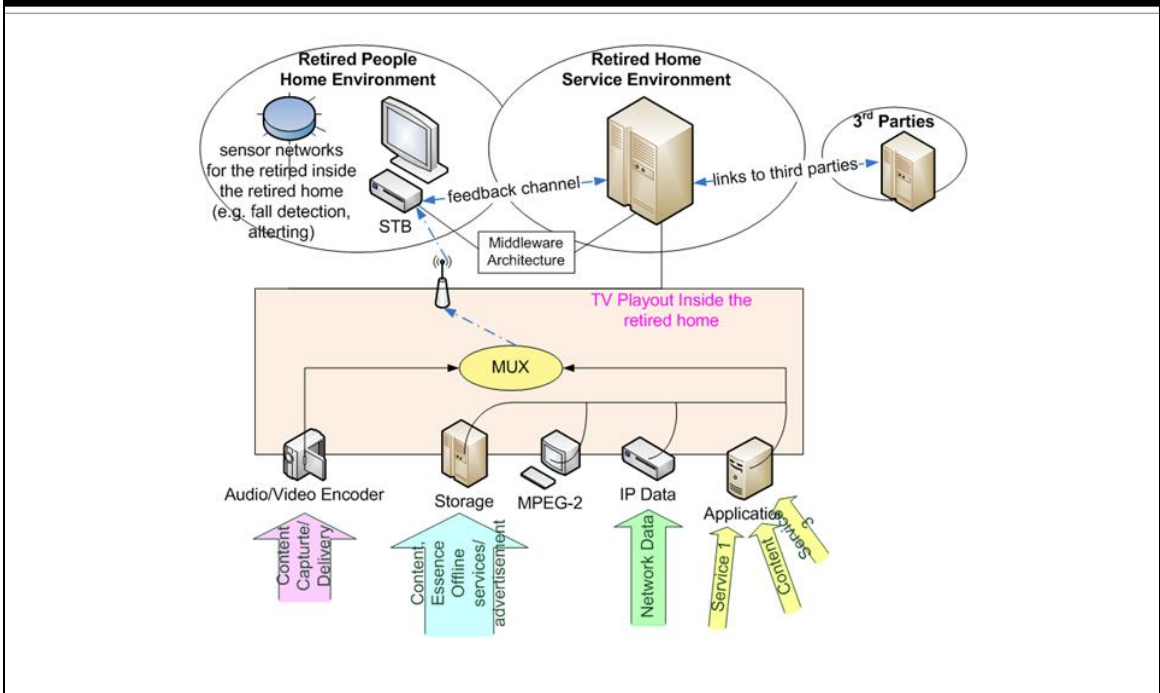 Retired People
Home Environment
Retired Home
Service Environment
3rd Parties
sensor networks
for the retired inside
the retired home
(e.g. fall detection,
alterting)
STB
feedback channel
links to third parties
Middleware
Architecture
TV Playout Inside the
retired home
MUX
Audio/Video Encoder
Storage
MPEG-2
IP Data
Application
Content
Capturte/
Delivery
Content,
Essence
Offline
services/
advertisement
Network Data
Service 1
Content
Service
3